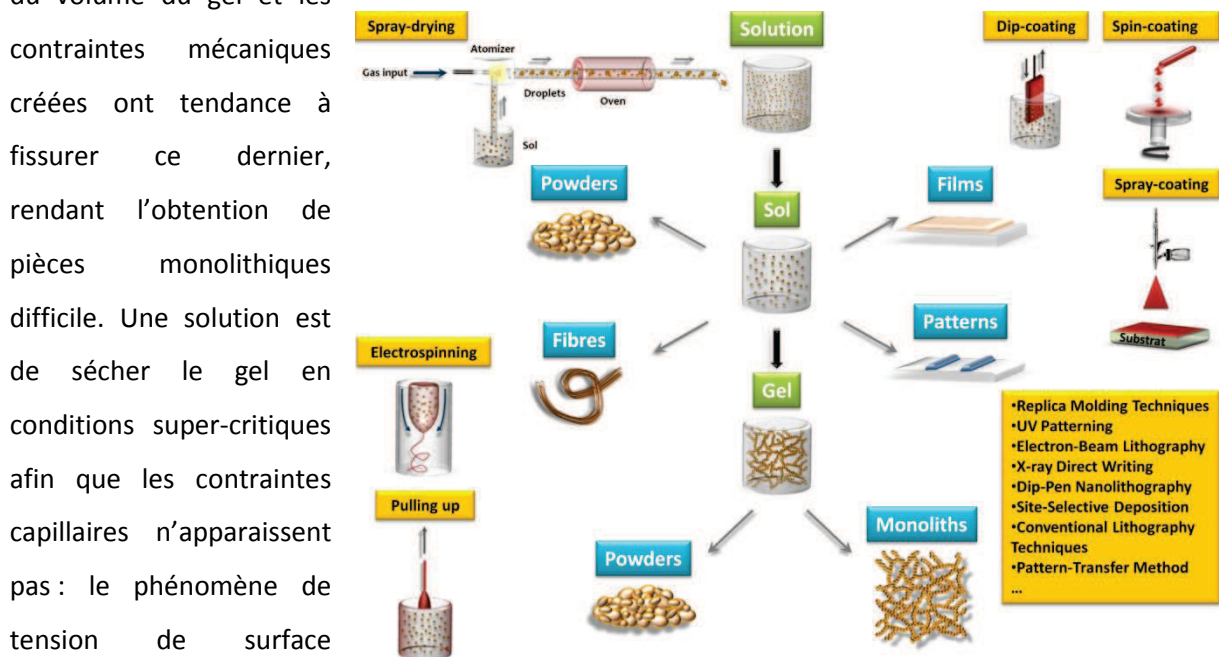 du volume du gel et les
contraintes mécaniques
créées ont tendance à
fissurer ce dernier,
rendant l’obtention de
pièces monolithiques
difficile. Une solution est
de sécher le gel en
conditions super-critiques
afin que les contraintes
capillaires n’apparaissent
pas : le phénomène de
tension de surface
Spray-drying
Atomizer
Gas input
Droplets
Oven
Sol
Solution
Dip-coating
Spin-coating
Powders
Sol
Films
Spray-coating
Substrat
Electrospinning
Fibres
Patterns
Gel
Pulling up
Powders
Monoliths
•Replica Molding Techniques
•UV Patterning
•Electron-Beam Lithography
•X-ray Direct Writing
•Dip-Pen Nanolithography
•Site-Selective Deposition
•Conventional Lithography
Techniques
•Pattern-Transfer Method
...